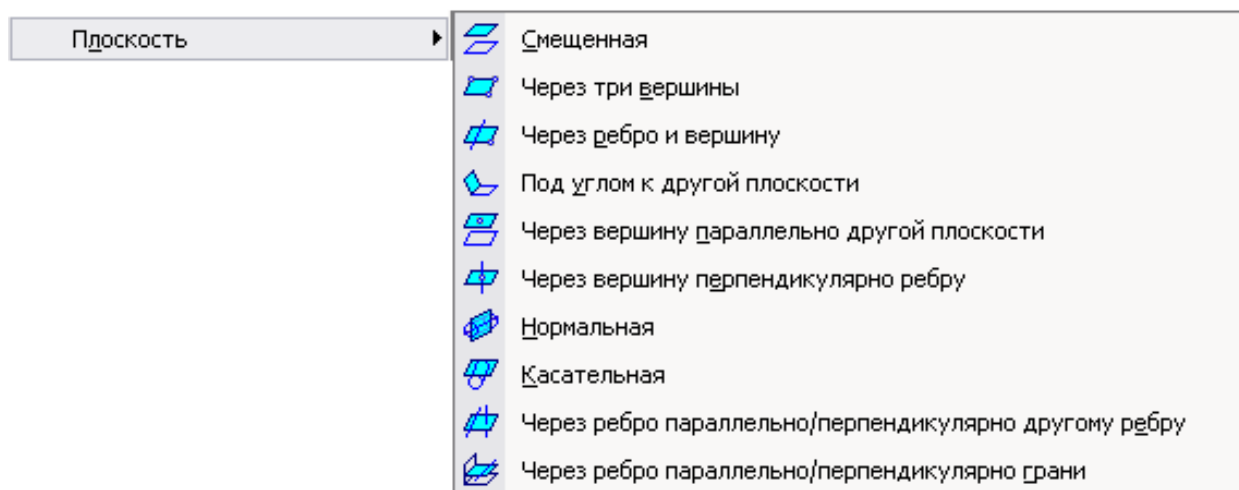 Плоскость
Смещенная
Через три вершины
Через ребро и вершину
Под углом к другой плоскости
Через вершину параллельно другой плоскости
Через вершину перпендикулярно ребру
Нормальная
Касательная
Через ребро параллельно/перпендикулярно другому ребру
Через ребро параллельно/перпендикулярно грани